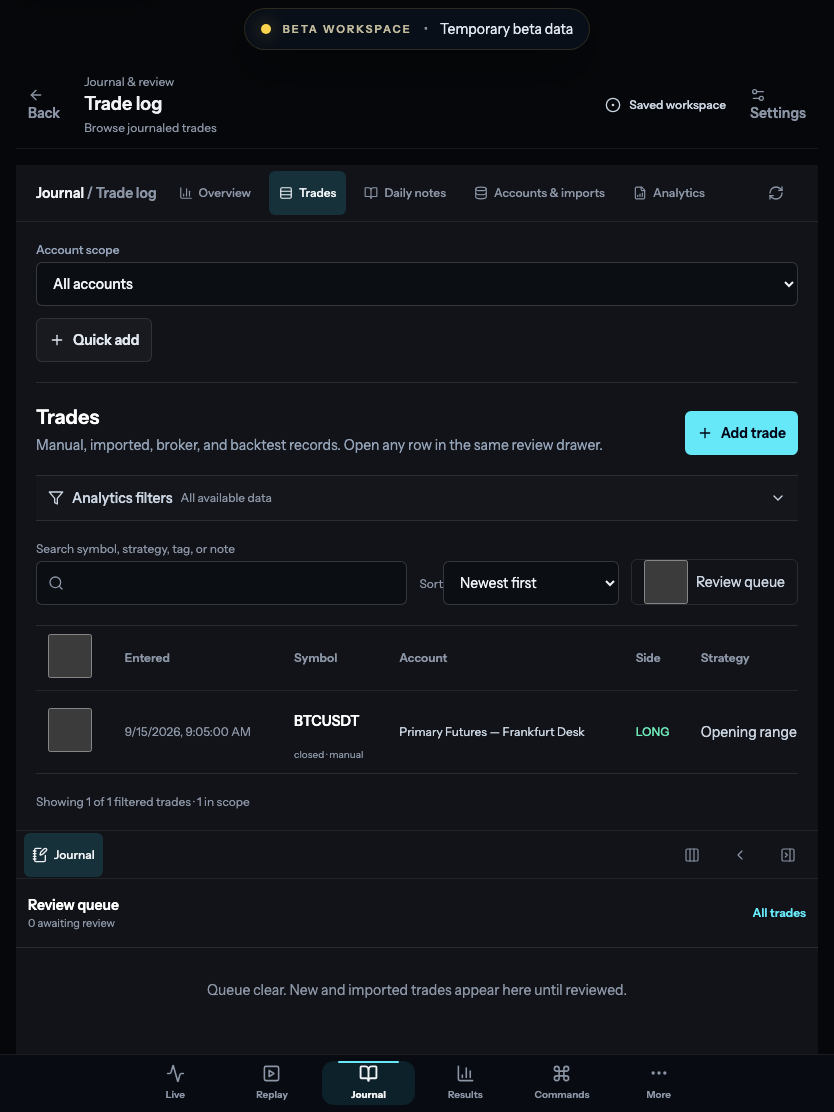 BETA WORKSPACE · Temporary beta data
Journal & review
Back
Trade log
Browse journaled trades
Saved workspace
Settings
Journal / Trade log
Overview
Trades
Daily notes
Accounts & imports
Analytics
Account scope
All accounts
Quick add
Trades
Manual, imported, broker, and backtest records. Open any row in the same review drawer.
Add trade
Analytics filters All available data
Search symbol, strategy, tag, or note
Sort
Newest first
Review queue
Entered Symbol Account Side Strategy
9/15/2026, 9:05:00 AM BTCUSDT Primary Futures — Frankfurt Desk LONG Opening range
closed · manual
Showing 1 of 1 filtered trades · 1 in scope
Journal
Review queue
0 awaiting review
All trades
Queue clear. New and imported trades appear here until reviewed.
Live Replay Journal Results Commands More